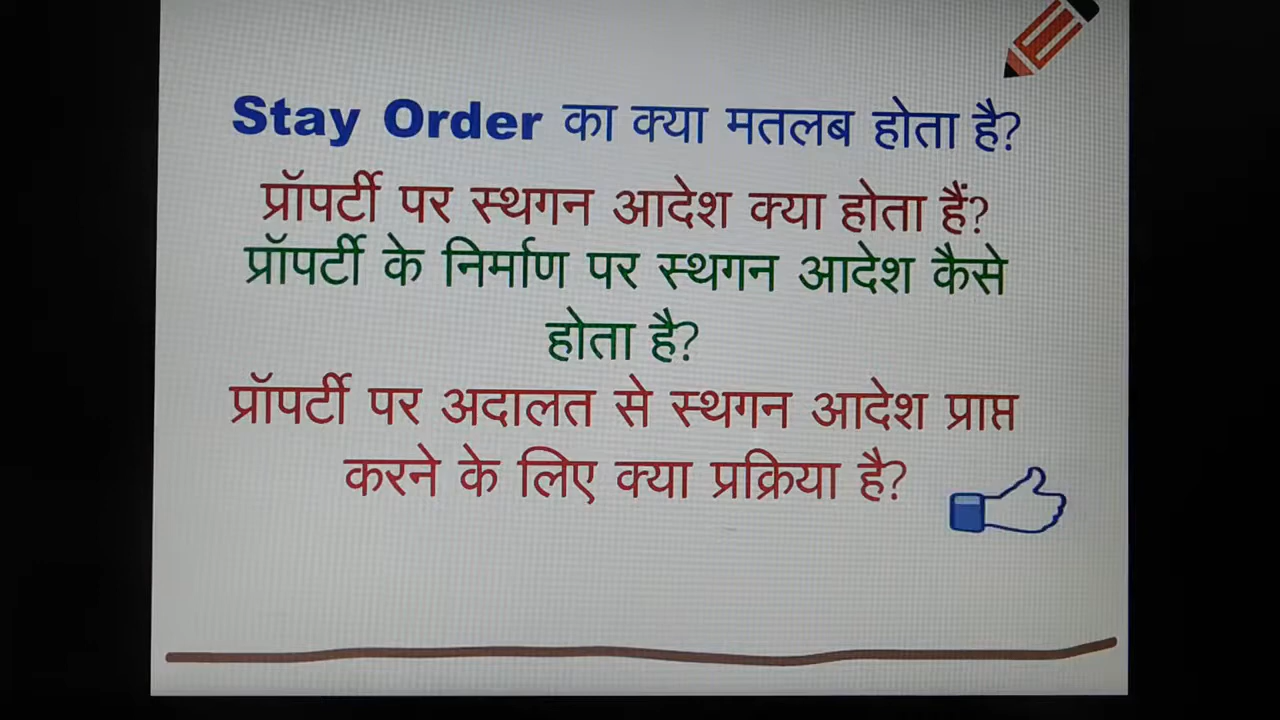 Stay Order का क्या मतलब होता है?
प्रॉपर्टी पर स्थगन आदेश क्या होता हैं?
प्रॉपर्टी के निर्माण पर स्थगन आदेश कैसे
होता है?
प्रॉपर्टी पर अदालत से स्थगन आदेश प्राप्त
करने के लिए क्या प्रक्रिया है?